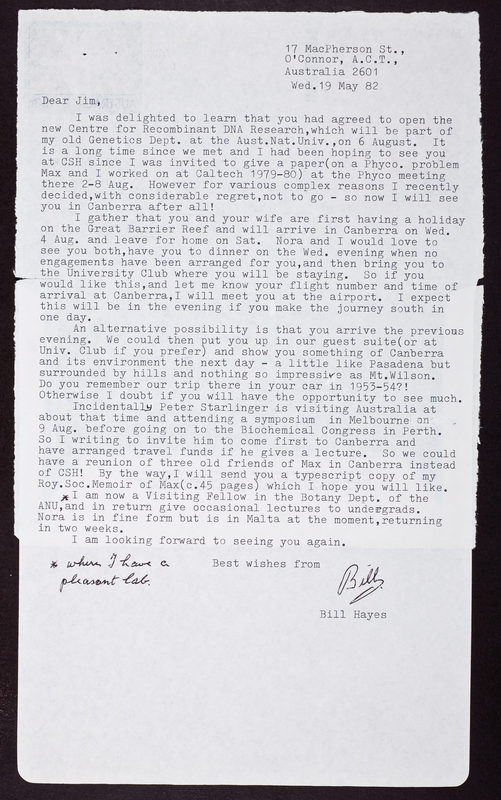 17 MacPherson St.,
O'Connor, A.C.T.,
Australia 2601
Wed.19 May 82
Dear Jim,
I was delighted to learn that you had agreed to open the
new Centre for Recombinant DNA Research,which will be part of
my old Genetics Dept. at the Aust.Nat.Univ.,on 6 August. It
is a long time since we met and I had been hoping to see you
at CSH since I was invited to give a paper(on a Phyco. problem
Max and I worked on at Caltech 1979-80) at the Phyco meeting
there 2-8 Aug. However for various complex reasons I recently
decided,with considerable regret,not to go - so now I will see
you in Canberra after all!
I gather that you and your wife are first having a holiday
on the Great Barrier Reef and will arrive in Canberra on Wed.
4 Aug. and leave for home on Sat. Nora and I would love to
see you both,have you to dinner on the Wed. evening when no
engagements have been arranged for you,and then bring you to
the University Club where you will be staying. So if you
would like this,and let me know your flight number and time of
arrival at Canberra,I will meet you at the airport. I expect
this will be in the evening if you make the journey south in
one day.
An alternative possibility is that you arrive the previous
evening. We could then put you up in our guest suite(or at
Univ. Club if you prefer) and show you something of Canberra
and its environment the next day - a little like Pasadena but
surrounded by hills and nothing so impressive as Mt.Wilson.
Do you remember our trip there in your car in 1953-54?!
Otherwise I doubt if you will have the opportunity to see much.
Incidentally Peter Starlinger is visiting Australia at
about that time and attending a symposium in Melbourne on
9 Aug. before going on to the Biochemical Congress in Perth.
So I writing to invite him to come first to Canberra and
have arranged travel funds if he gives a lecture. So we could
have a reunion of three old friends of Max in Canberra instead
of CSH! By the way,I will send you a typescript copy of my
Roy.Soc.Memoir of Max(c.45 pages) which I hope you will like.
*I am now a Visiting Fellow in the Botany Dept. of the
ANU,and in return give occasional lectures to undergrads.
Nora is in fine form but is in Malta at the moment,returning
in two weeks.
I am looking forward to seeing you again.
* where I have a
pleasant lab.
Best wishes from
Bill
Bill Hayes